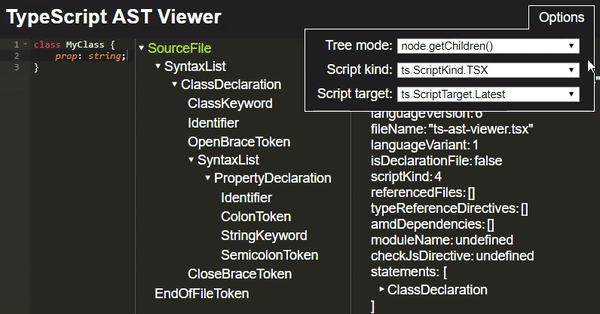 TypeScript AST Viewer
Options
Tree mode: node.getChildren()
Script kind: ts.ScriptKind.TSX
Script target: ts.ScriptTarget.Latest
1 class MyClass {
2 prop: string;
3 }
SourceFile
SyntaxList
ClassDeclaration
ClassKeyword
Identifier
OpenBraceToken
SyntaxList
PropertyDeclaration
Identifier
ColonToken
StringKeyword
SemicolonToken
CloseBraceToken
EndOfFileToken
languageVersion: 6
fileName: "ts-ast-viewer.tsx"
languageVariant: 1
isDeclarationFile: false
scriptKind: 4
referencedFiles: []
typeReferenceDirectives: []
amdDependencies: []
moduleName: undefined
checkJsDirective: undefined
statements: [
ClassDeclaration
]